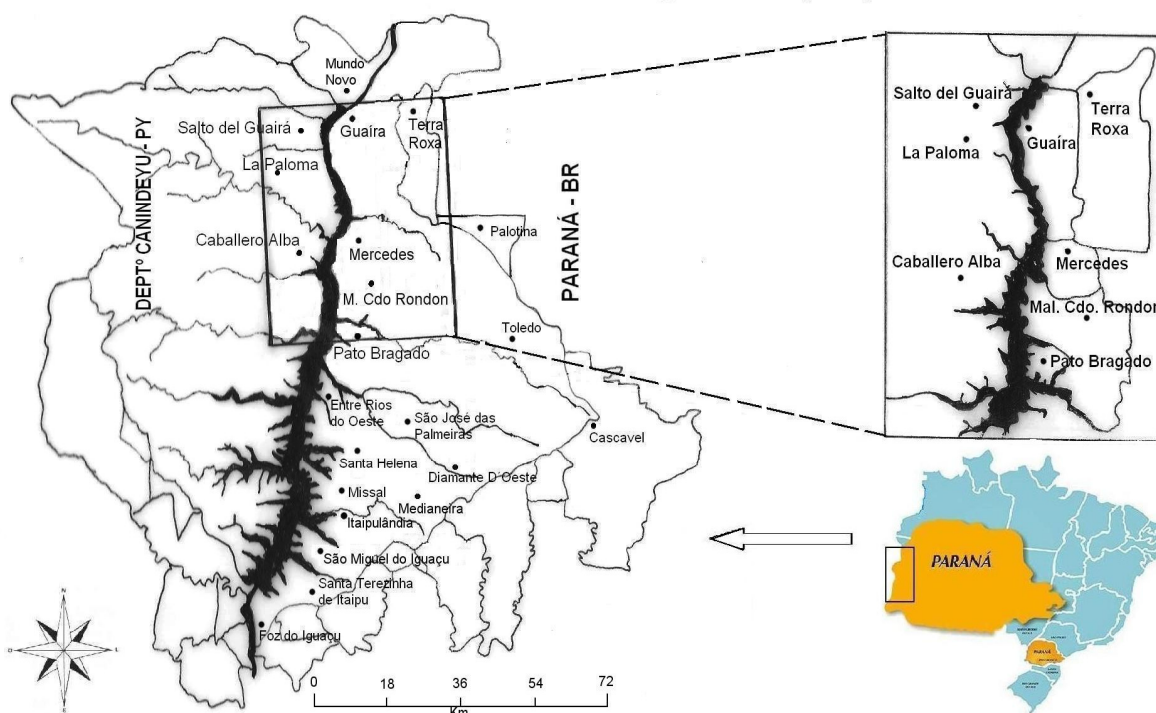 Mundo
Novo
Salto del Guairá
Guaíra
Terra
Roxa
La Paloma
DEPTº CANINDEYU - PY
PARANÁ - BR
Palotina
Caballero Alba
Mercedes
M. Cdo Rondon
Toledo
Pato Bragado
Entre Rios
do Oeste
São José das
Palmeiras
Cascavel
Santa Helena
Diamante D´Oeste
Missal
Medianeira
Itaipulândia
São Miguel do Iguaçu
Santa Terezinha
de Itaipu
Foz do Iguaçu
N
O
L
0 18 36 54 72
Km
Salto del Guairá
Terra
Roxa
Guaíra
La Paloma
Caballero Alba
Mercedes
Mal. Cdo. Rondon
Pato Bragado
PARANÁ
PARANÁ